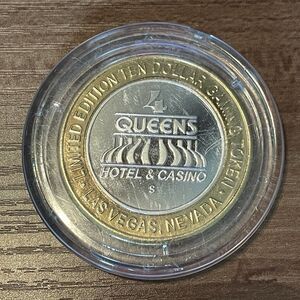 LIMITED EDITION TEN DOLLAR GAMING TOKEN
4
QUEENS
HOTEL & CASINO
S
• LAS VEGAS, NEVADA •